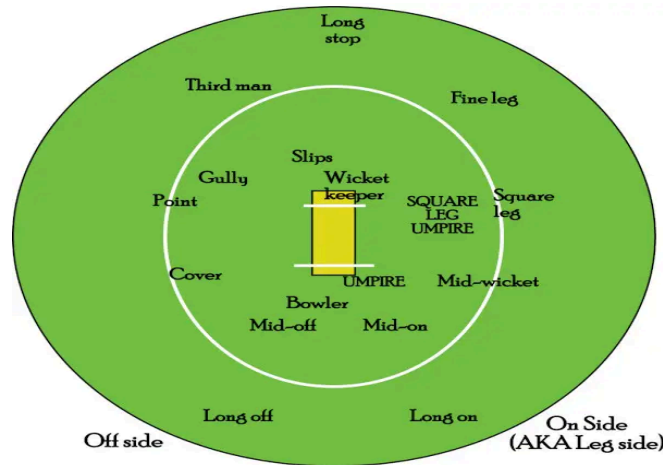 Long
stop
Third man
Fine leg
Slips
Gully
Wicket
keeper
Point
SQUARE
LEG
UMPIRE
Square
leg
Cover
UMPIRE
Mid-wicket
Bowler
Mid-off
Mid-on
Long off
Long on
Off side
On Side
(AKA Leg side)